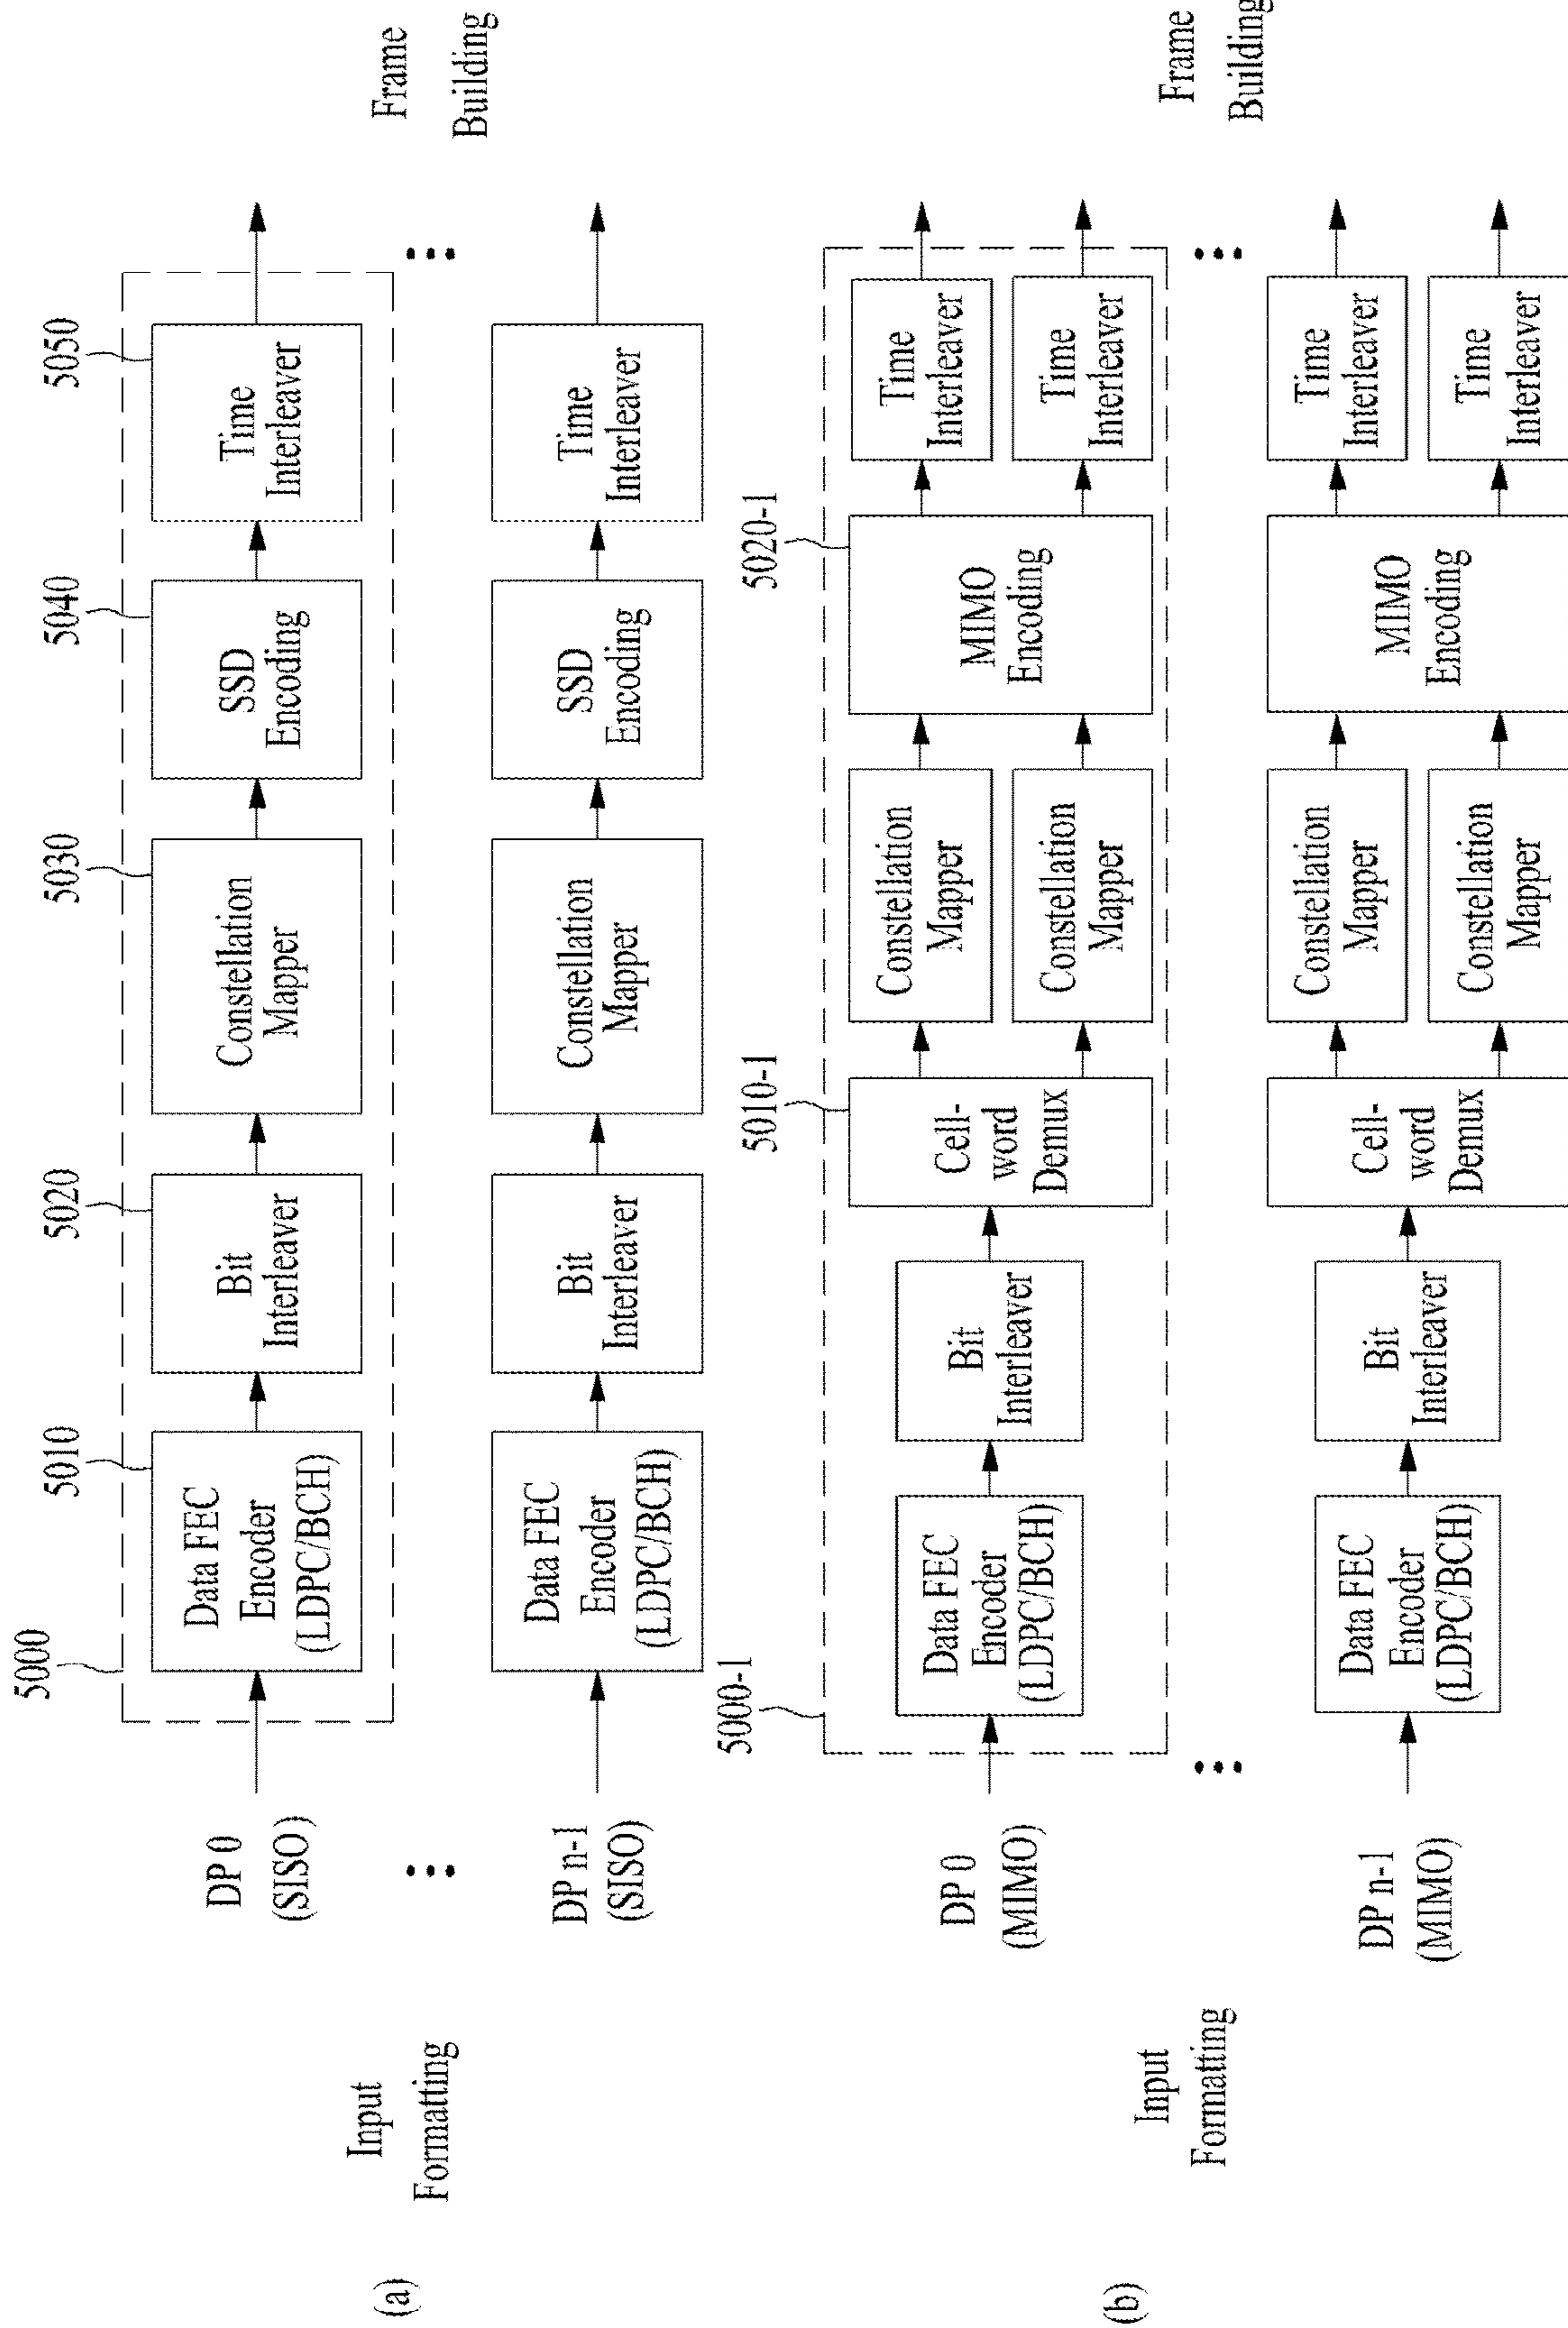 (a)
Input
Formatting
5000
DP 0
(SISO)
5010
Data FEC
Encoder
(LDPC/BCH)
5020
Bit
Interleaver
5030
Constellation
Mapper
5040
SSD
Encoding
5050
Time
Interleaver
DP n-1
(SISO)
Data FEC
Encoder
(LDPC/BCH)
Bit
Interleaver
Constellation
Mapper
SSD
Encoding
Time
Interleaver
Frame
Building
(b)
Input
Formatting
5000-1
DP 0
(MIMO)
Data FEC
Encoder
(LDPC/BCH)
Bit
Interleaver
5010-1
Cell-
word
Demux
Constellation
Mapper
Constellation
Mapper
5020-1
MIMO
Encoding
Time
Interleaver
Time
Interleaver
DP n-1
(MIMO)
Data FEC
Encoder
(LDPC/BCH)
Bit
Interleaver
Cell-
word
Demux
Constellation
Mapper
Constellation
Mapper
MIMO
Encoding
Time
Interleaver
Time
Interleaver
Frame
Building